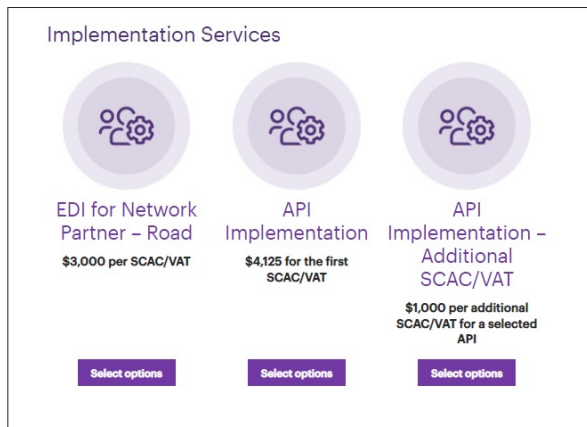 Implementation Services
EDI for Network
Partner – Road
$3,000 per SCAC/VAT
Select options
API
Implementation
$4,125 for the first
SCAC/VAT
Select options
API
Implementation –
Additional
SCAC/VAT
$1,000 per additional
SCAC/VAT for a selected
API
Select options